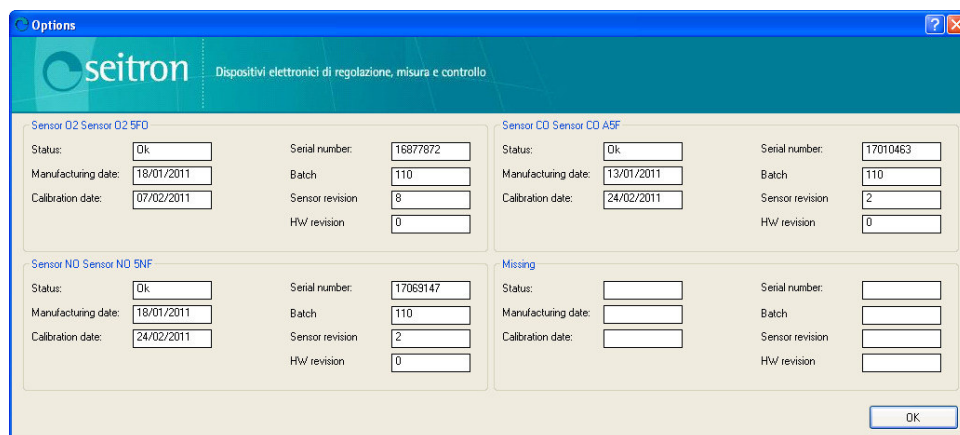 Options
seitron Dispositivi elettronici di regolazione, misura e controllo
Sensor O2 Sensor O2 5FO
Status: Ok Serial number: 16877872
Manufacturing date: 18/01/2011 Batch 110
Calibration date: 07/02/2011 Sensor revision 8
HW revision 0
Sensor CO Sensor CO A5F
Status: Ok Serial number: 17010463
Manufacturing date: 13/01/2011 Batch 110
Calibration date: 24/02/2011 Sensor revision 2
HW revision 0
Sensor NO Sensor NO 5NF
Status: Ok Serial number: 17069147
Manufacturing date: 18/01/2011 Batch 110
Calibration date: 24/02/2011 Sensor revision 2
HW revision 0
Missing
Status: Serial number:
Manufacturing date: Batch
Calibration date: Sensor revision
HW revision
OK